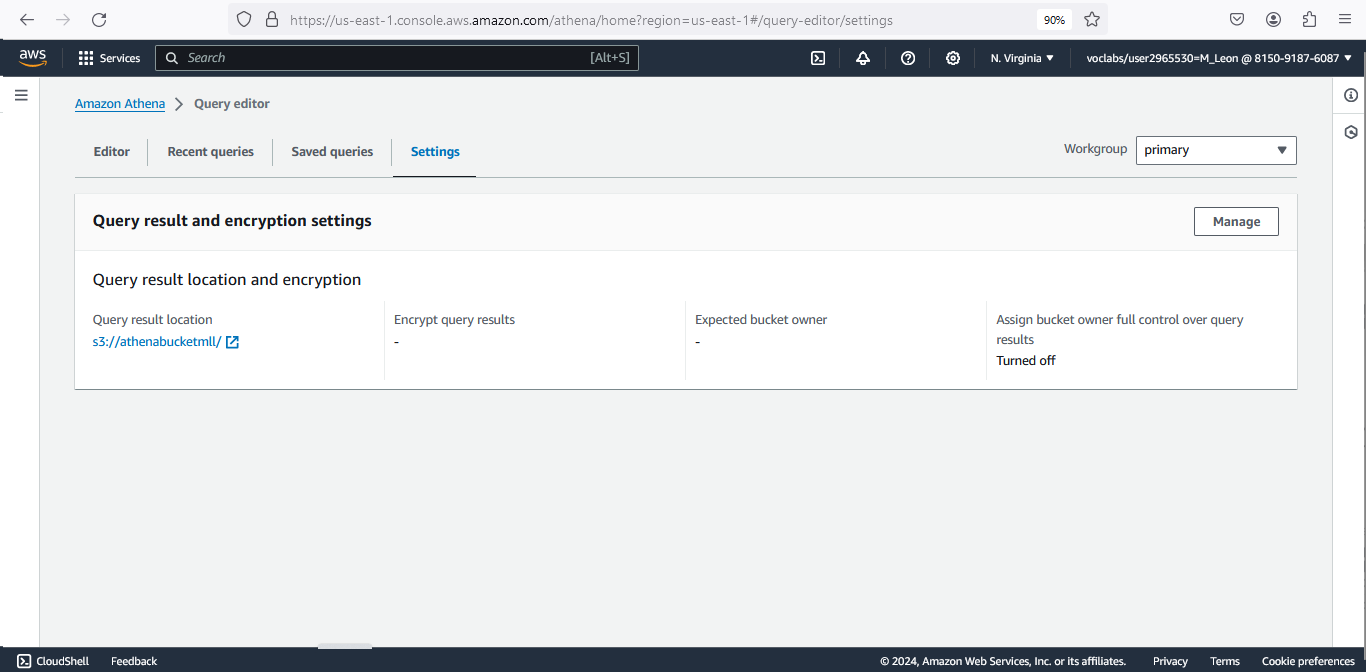 https://us-east-1.console.aws.amazon.com/athena/home?region=us-east-1#/query-editor/settings
90%
aws
Services
Search
[Alt+S]
N. Virginia
voclabs/user2965530=M_Leon @ 8150-9187-6087
Amazon Athena
Query editor
Editor
Recent queries
Saved queries
Settings
Workgroup
primary
Query result and encryption settings
Manage
Query result location and encryption
Query result location
s3://athenabucketmll/
Encrypt query results
-
Expected bucket owner
-
Assign bucket owner full control over query
results
Turned off
CloudShell
Feedback
© 2024, Amazon Web Services, Inc. or its affiliates.
Privacy
Terms
Cookie preferences